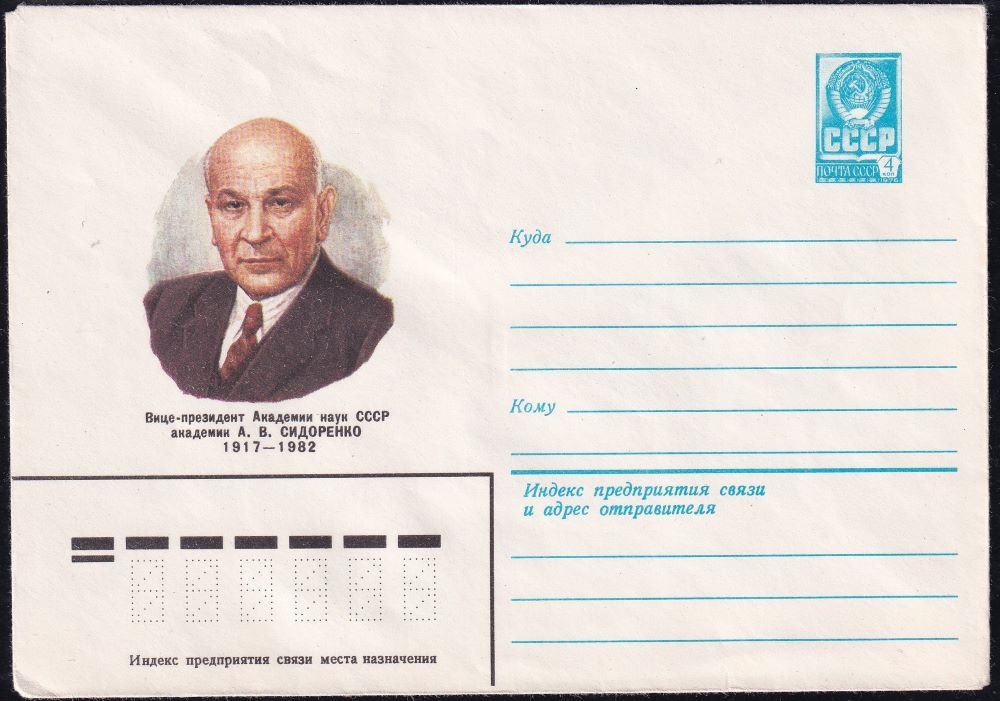 СССР
ПОЧТА СССР 4
КОП
1976
Куда
Вице-президент Академии наук СССР
академик А. В. СИДОРЕНКО
1917—1982
Кому
Индекс предприятия связи
и адрес отправителя
Индекс предприятия связи места назначения